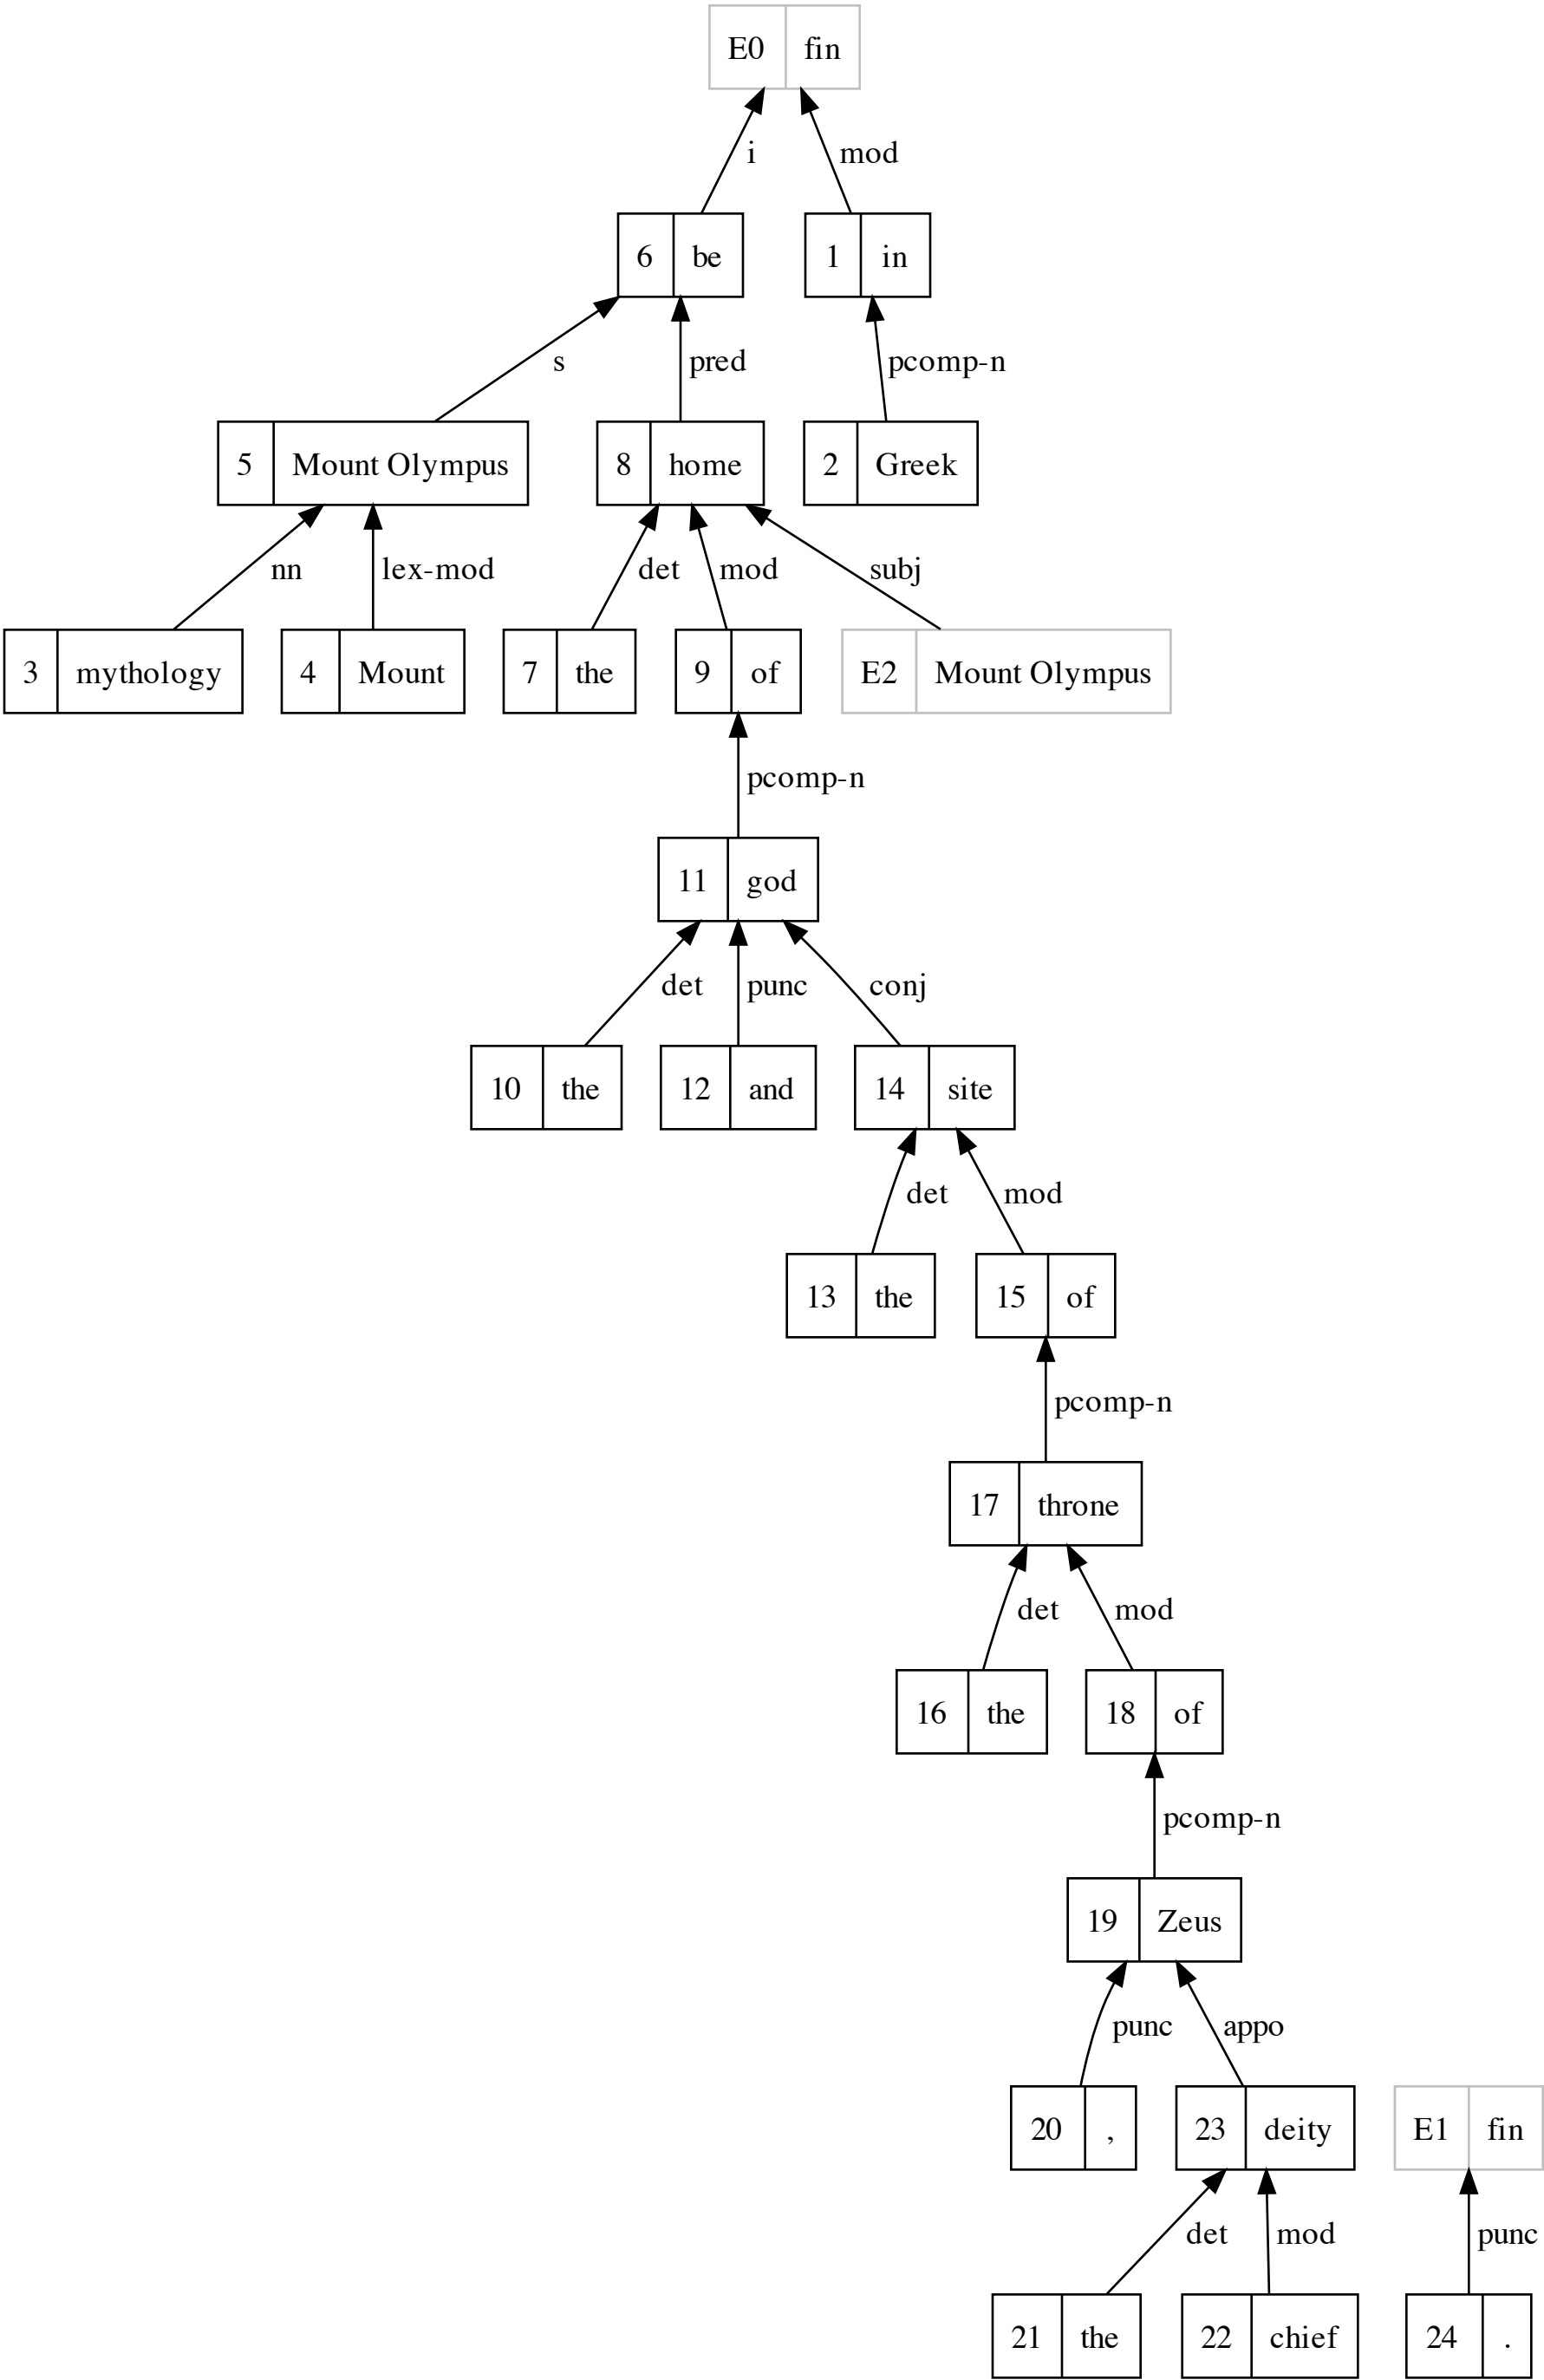 E0 fin
i mod
6 be 1 in
s pred pcomp-n
5 Mount Olympus 8 home 2 Greek
nn lex-mod det mod subj
3 mythology 4 Mount 7 the 9 of E2 Mount Olympus
pcomp-n
11 god
det punc conj
10 the 12 and 14 site
det mod
13 the 15 of
pcomp-n
17 throne
det mod
16 the 18 of
pcomp-n
19 Zeus
punc appo
20 , 23 deity E1 fin
det mod punc
21 the 22 chief 24 .